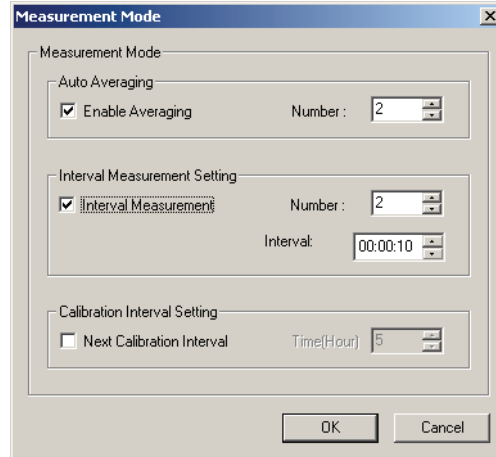 Measurement Mode
Measurement Mode
Auto Averaging
Enable Averaging Number : 2
Interval Measurement Setting
Interval Measurement Number : 2
Interval: 00:00:10
Calibration Interval Setting
Next Calibration Interval Time(Hour) 5
OK Cancel